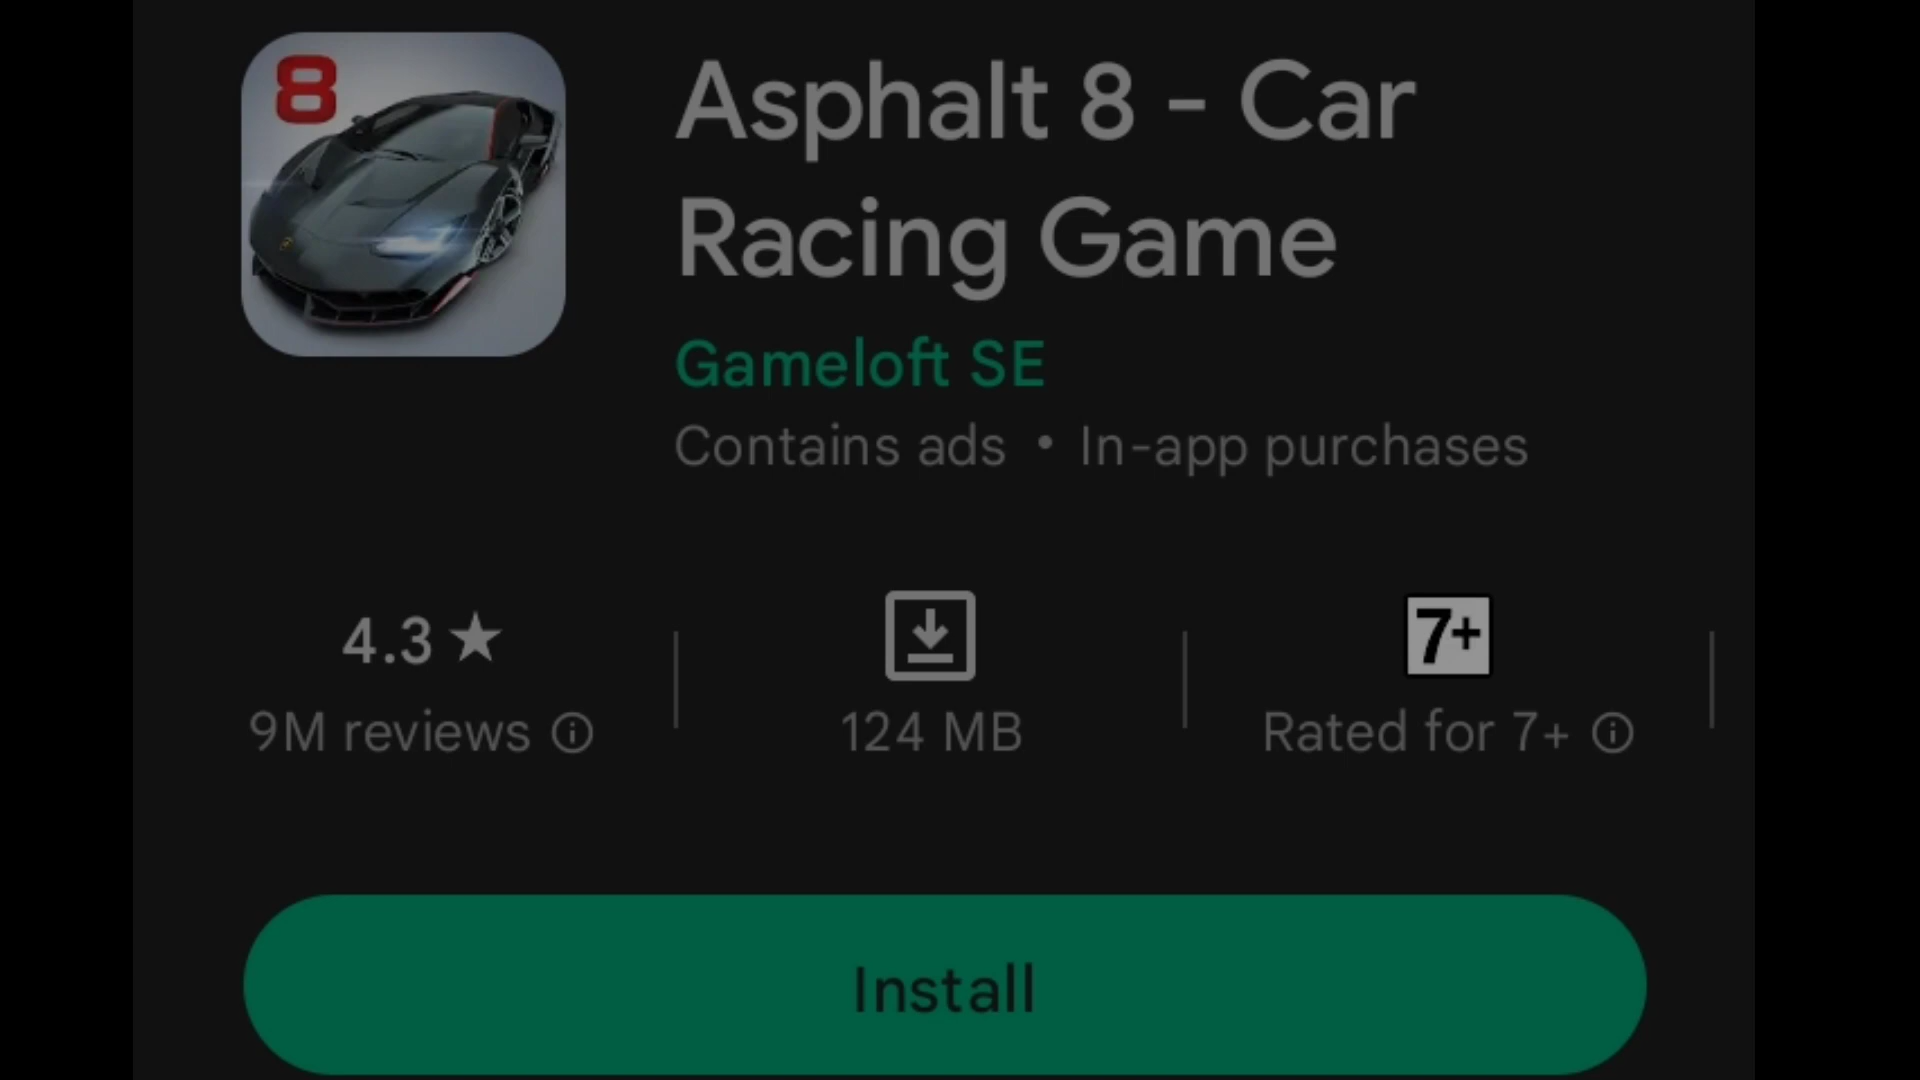 8
Asphalt 8 - Car
Racing Game
Gameloft SE
Contains ads • In-app purchases
4.3 ★
7+
9M reviews
124 MB
Rated for 7+
Install